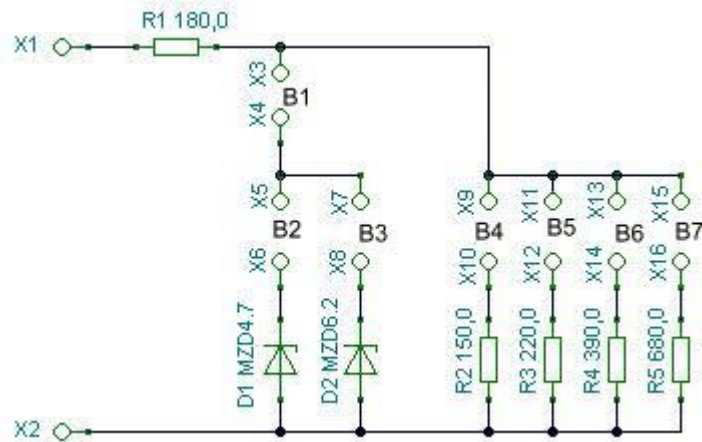 R1 180,0
X1
X3
X4
B1
X5
X7
X9
X11
X13
X15
B2
B3
B4
B5
B6
B7
X6
X8
X10
X12
X14
X16
D1 MZD4.7
D2 MZD6.2
R2 150,0
R3 220,0
R4 390,0
R5 680,0
X2